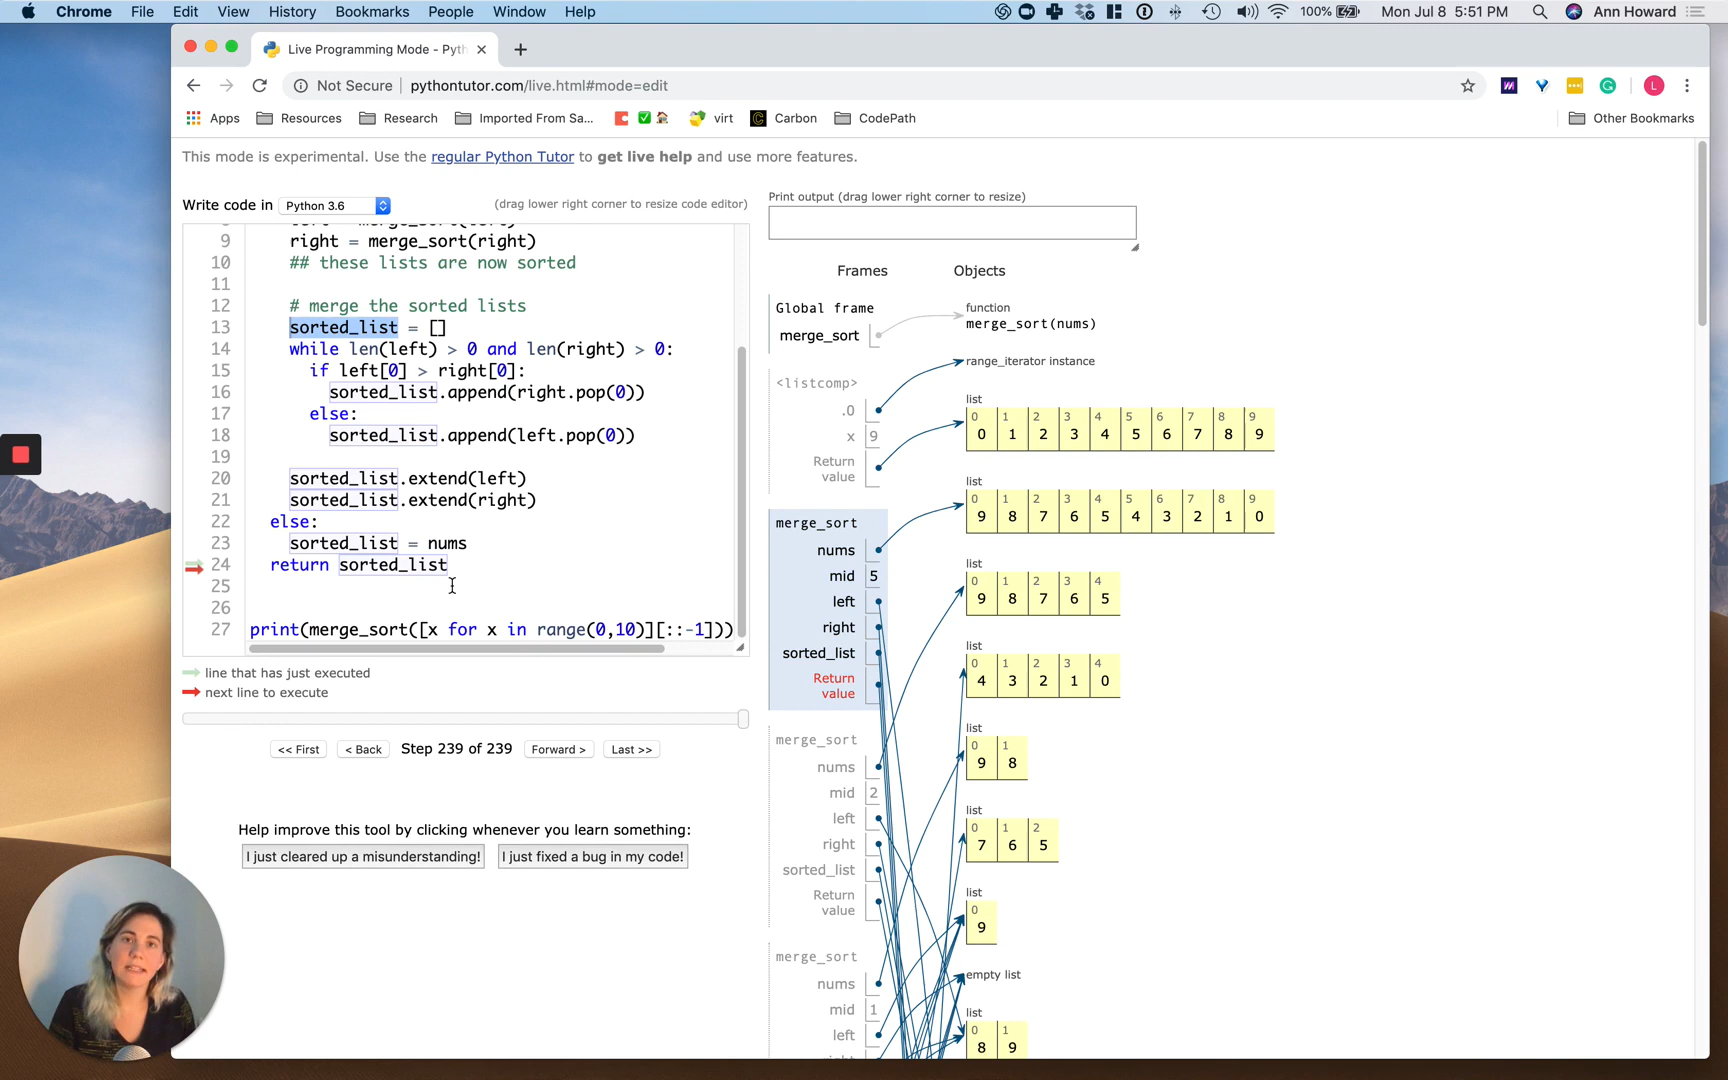 Chrome File Edit View History Bookmarks People Window Help 100% Mon Jul 8 5:51 PM Ann Howard
Live Programming Mode - Pyth
Not Secure | pythontutor.com/live.html#mode=edit
Apps Resources Research Imported From Sa... virt Carbon CodePath Other Bookmarks
This mode is experimental. Use the regular Python Tutor to get live help and use more features.
Write code in Python 3.6 (drag lower right corner to resize code editor)
9 right = merge_sort(right)
10 ## these lists are now sorted
11
12 # merge the sorted lists
13 sorted_list = []
14 while len(left) > 0 and len(right) > 0:
15 if left[0] > right[0]:
16 sorted_list.append(right.pop(0))
17 else:
18 sorted_list.append(left.pop(0))
19
20 sorted_list.extend(left)
21 sorted_list.extend(right)
22 else:
23 sorted_list = nums
24 return sorted_list
25
26
27 print(merge_sort([x for x in range(0,10)][::-1]))
line that has just executed
next line to execute
<< First < Back Step 239 of 239 Forward > Last >>
Help improve this tool by clicking whenever you learn something:
I just cleared up a misunderstanding! I just fixed a bug in my code!
Print output (drag lower right corner to resize)
Frames Objects
Global frame
merge_sort
function
merge_sort(nums)
range_iterator instance
<listcomp>
.0
x 9
Return
value
list
0 1 2 3 4 5 6 7 8 9
0 1 2 3 4 5 6 7 8 9
list
0 1 2 3 4 5 6 7 8 9
9 8 7 6 5 4 3 2 1 0
merge_sort
nums
mid 5
left
right
sorted_list
Return
value
list
0 1 2 3 4
9 8 7 6 5
list
0 1 2 3 4
4 3 2 1 0
merge_sort
nums
mid 2
left
right
sorted_list
Return
value
list
0 1
9 8
list
0 1 2
7 6 5
list
0
9
merge_sort
nums
mid 1
left
empty list
list
0 1
8 9